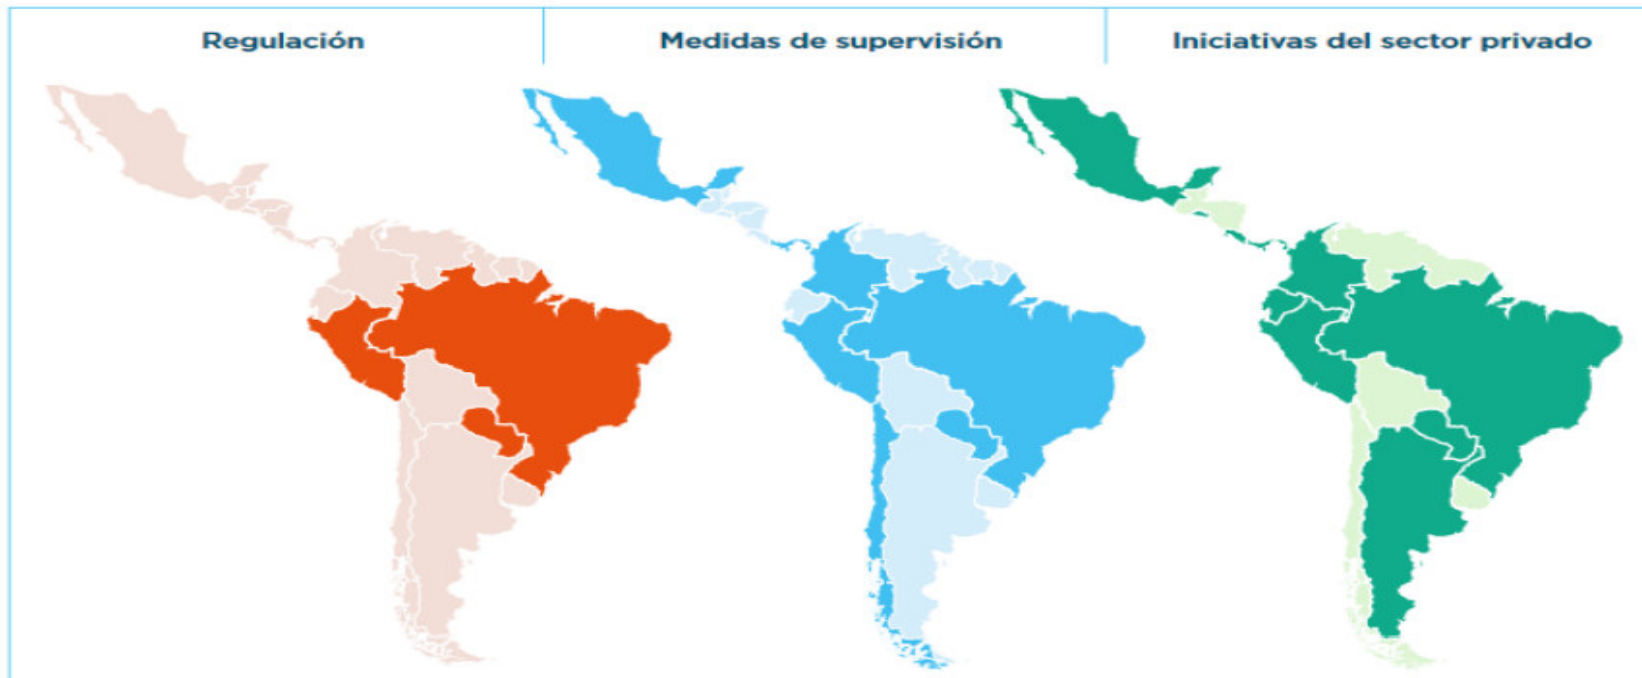 Regulación
Medidas de supervisión
Iniciativas del sector privado